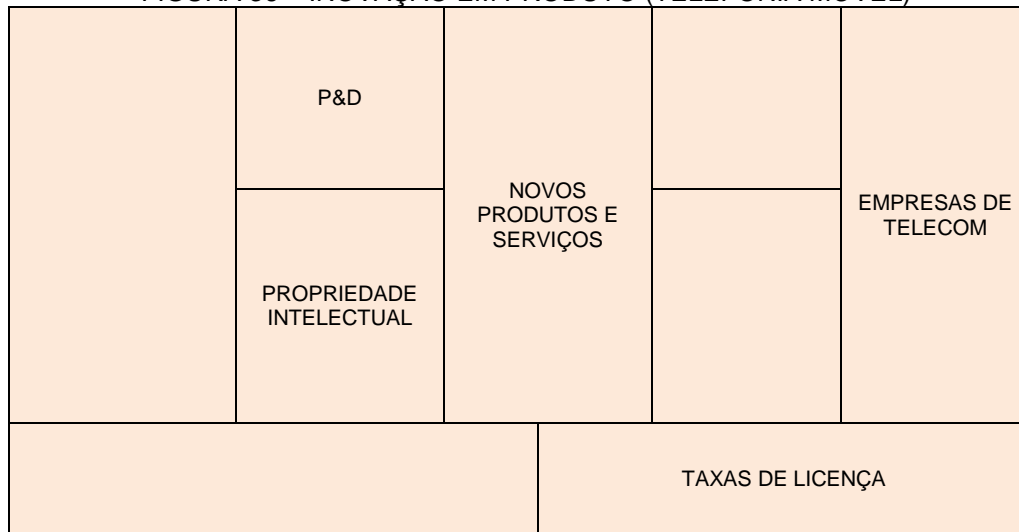 P&D
NOVOS
PRODUTOS E
SERVIÇOS
EMPRESAS DE
TELECOM
PROPRIEDADE
INTELECTUAL
TAXAS DE LICENÇA